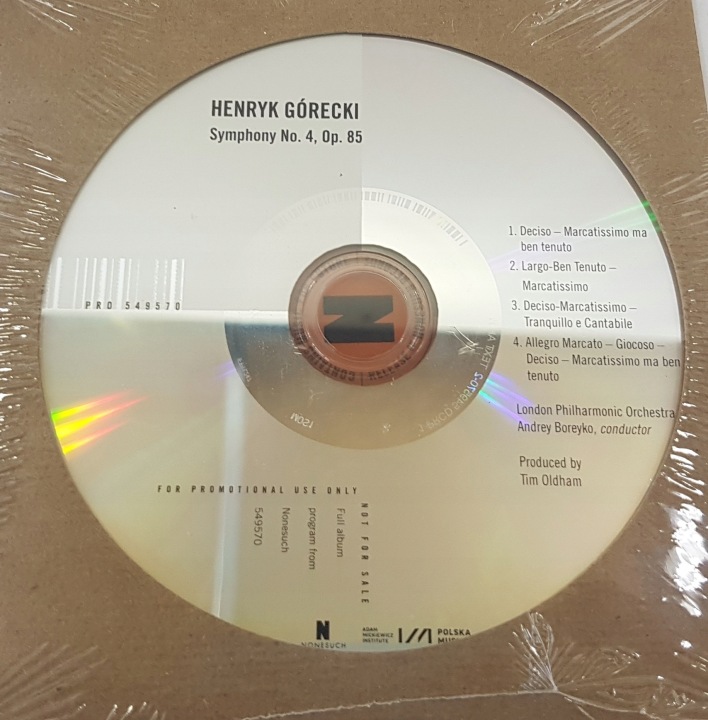 HENRYK GÓRECKI
Symphony No. 4, Op. 85
1. Deciso – Marcatissimo ma
ben tenuto
2. Largo-Ben Tenuto –
Marcatissimo
3. Deciso-Marcatissimo –
Tranquillo e Cantabile
4. Allegro Marcato – Giocoso –
Deciso – Marcatissimo ma ben
tenuto
London Philharmonic Orchestra
Andrey Boreyko, conductor
Produced by
Tim Oldham
PRO 549570
N
FOR PROMOTIONAL USE ONLY
NOT FOR SALE
Full album
program from
Nonesuch
549570
N
NONESUCH
ADAM
MICKIEWICZ
INSTITUTE
POLSKA